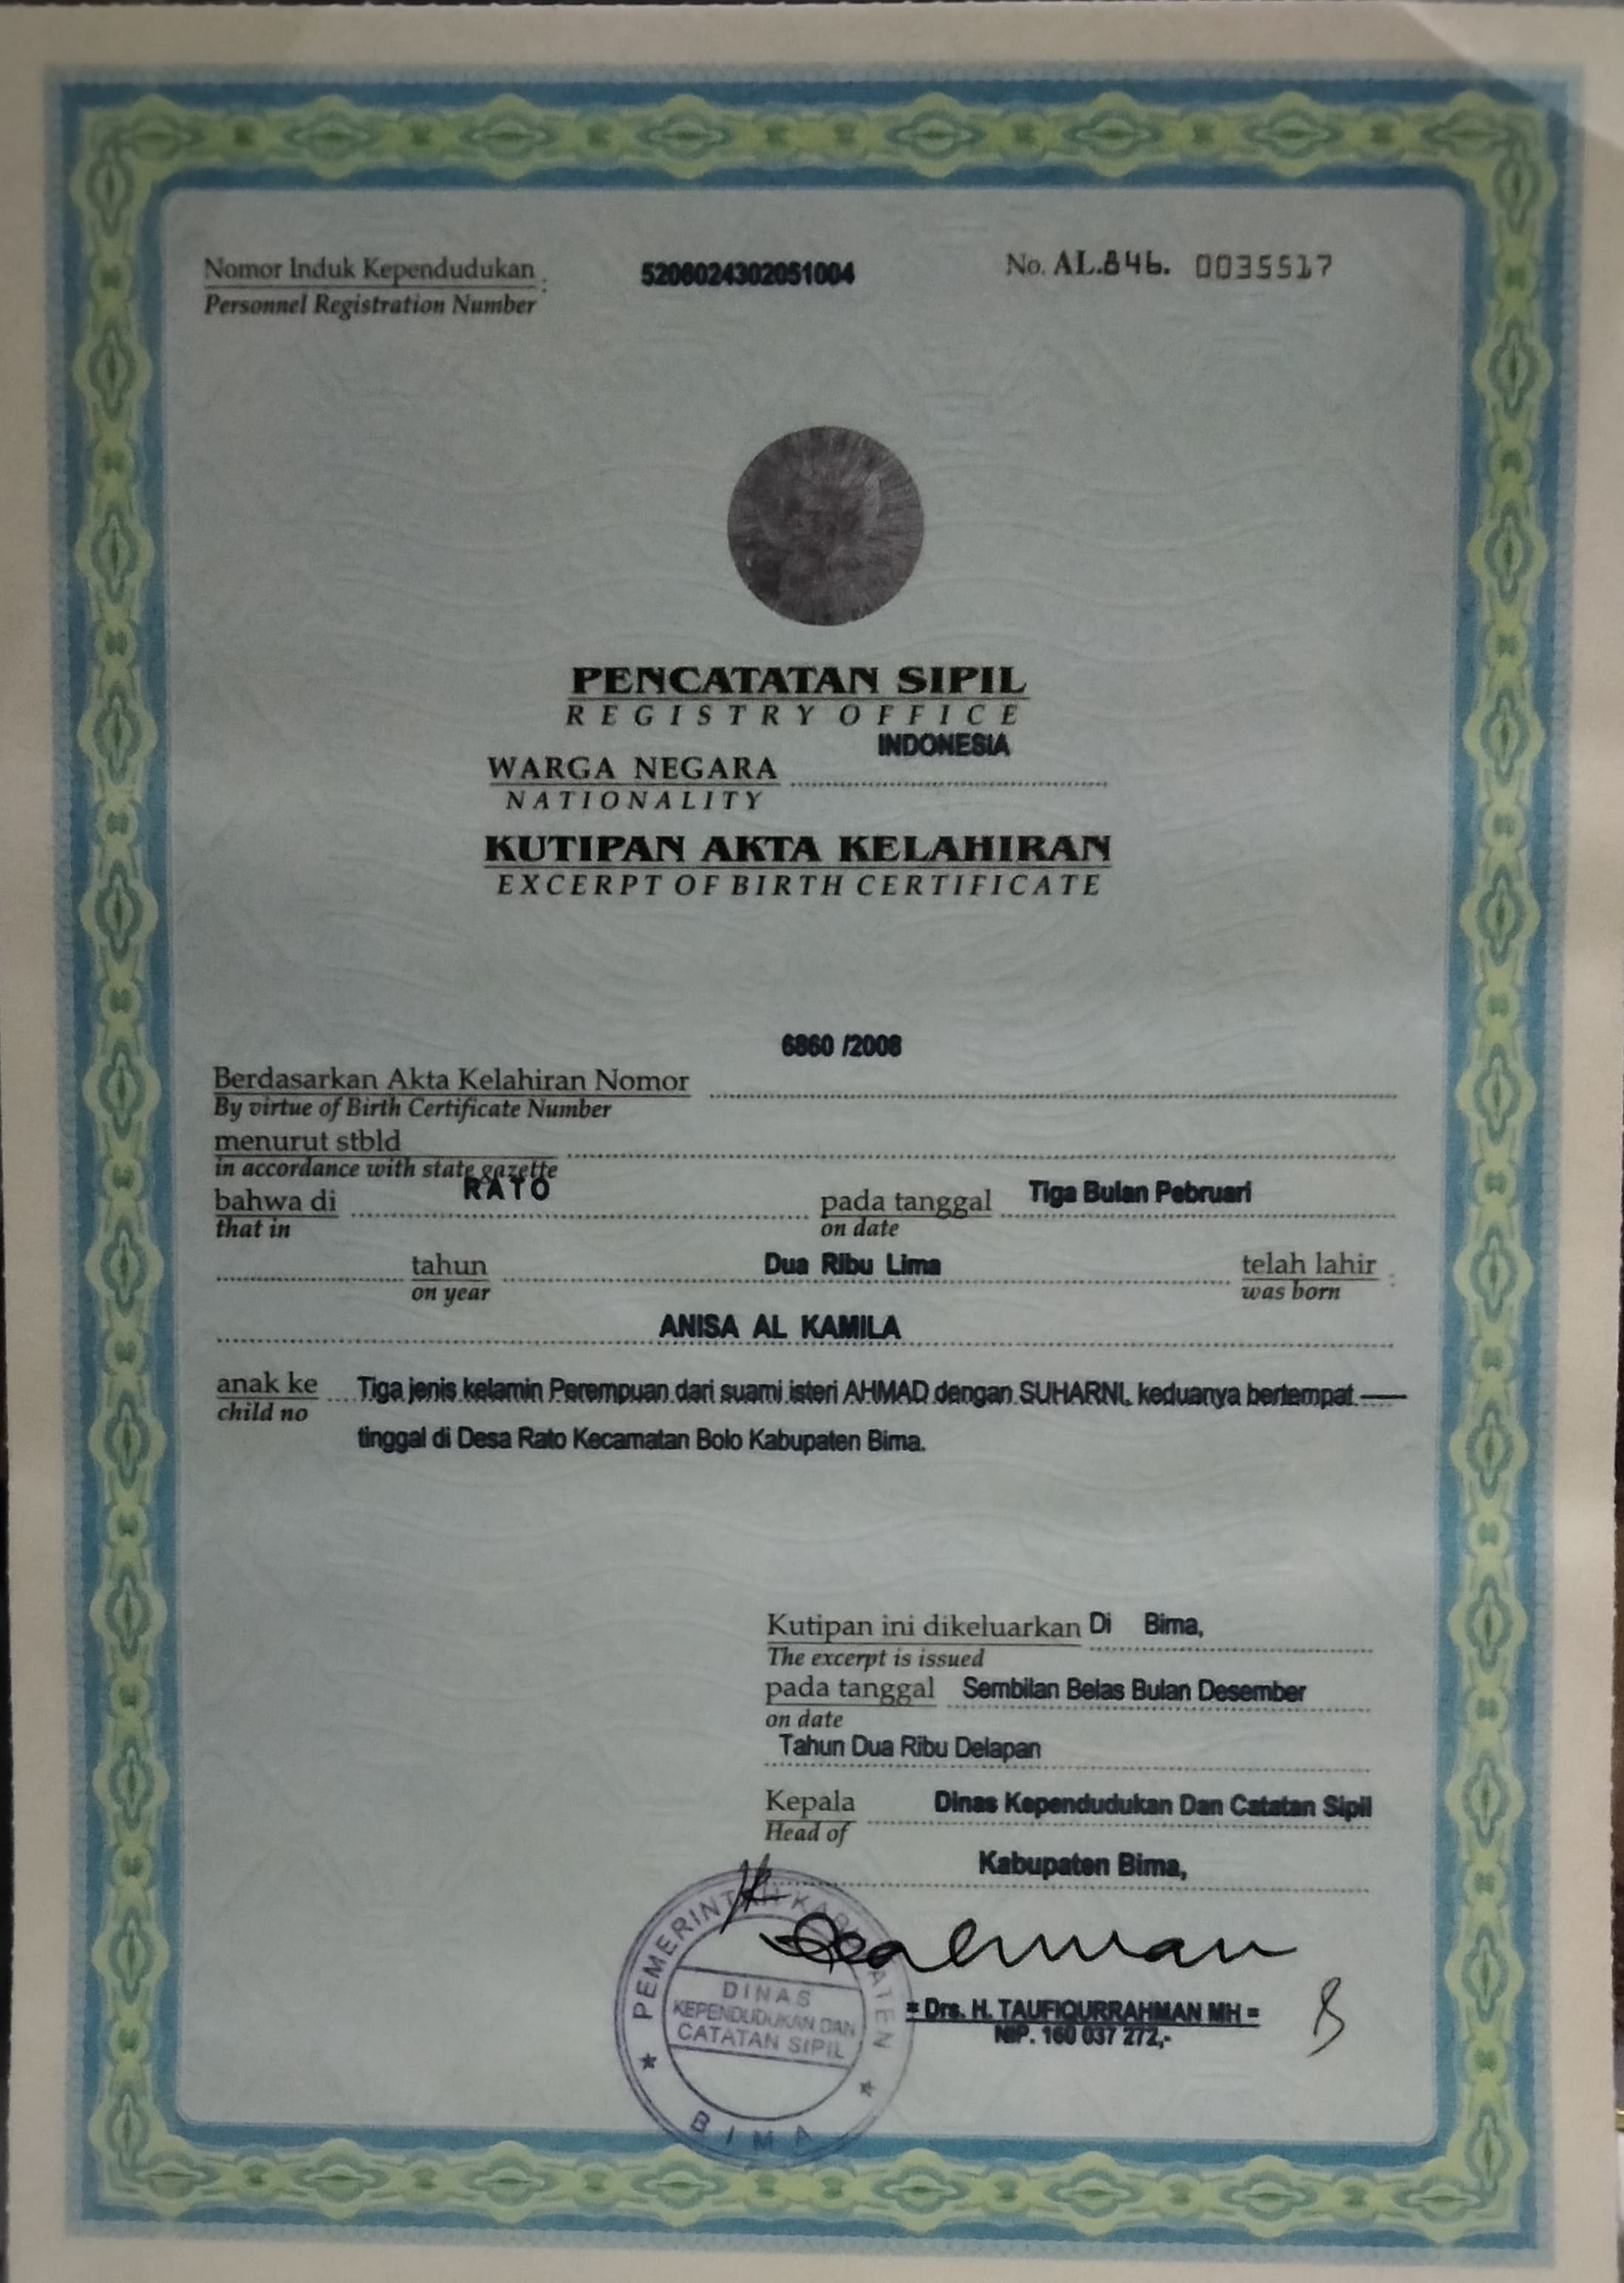 Nomor Induk Kependudukan : 5206024302051004 No. AL.846. 0035517
Personnel Registration Number
PENCATATAN SIPIL
REGISTRY OFFICE
INDONESIA
WARGA NEGARA
NATIONALITY
KUTIPAN AKTA KELAHIRAN
EXCERPT OF BIRTH CERTIFICATE
6860 /2008
Berdasarkan Akta Kelahiran Nomor
By virtue of Birth Certificate Number
menurut stbld
in accordance with state gazette
bahwa di RATO pada tanggal Tiga Bulan Pebruari
that in on date
tahun Dua Ribu Lima telah lahir :
on year was born
ANISA AL KAMILA
anak ke Tiga jenis kelamin Perempuan dari suami isteri AHMAD dengan SUHARNI, keduanya bertempat
child no
tinggal di Desa Rato Kecamatan Bolo Kabupaten Bima.
Kutipan ini dikeluarkan Di Bima,
The excerpt is issued
pada tanggal Sembilan Belas Bulan Desember
on date
Tahun Dua Ribu Delapan
Kepala Dinas Kependudukan Dan Catatan Sipil
Head of
Kabupaten Bima,
PEMERINTAH KABUPATEN
DINAS
KEPENDUDUKAN DAN
CATATAN SIPIL
BIMA
= Drs. H. TAUFIQURRAHMAN MH =
NIP. 160 037 272,-